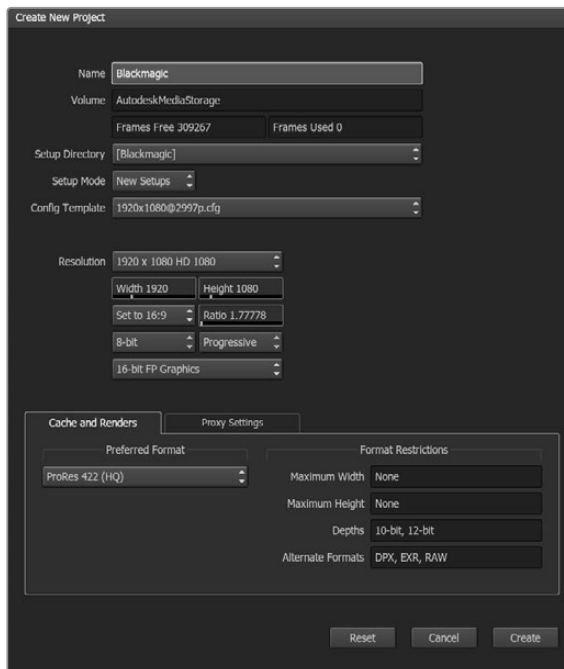 Create New Project
Name Blackmagic
Volume AutodeskMediaStorage
Frames Free 309267 Frames Used 0
Setup Directory [Blackmagic]
Setup Mode New Setups
Config Template 1920x1080@2997p.cfg
Resolution 1920 x 1080 HD 1080
Width 1920 Height 1080
Set to 16:9 Ratio 1.77778
8-bit Progressive
16-bit FP Graphics
Cache and Renders Proxy Settings
Preferred Format Format Restrictions
ProRes 422 (HQ) Maximum Width None
Maximum Height None
Depths 10-bit, 12-bit
Alternate Formats DPX, EXR, RAW
Reset Cancel Create